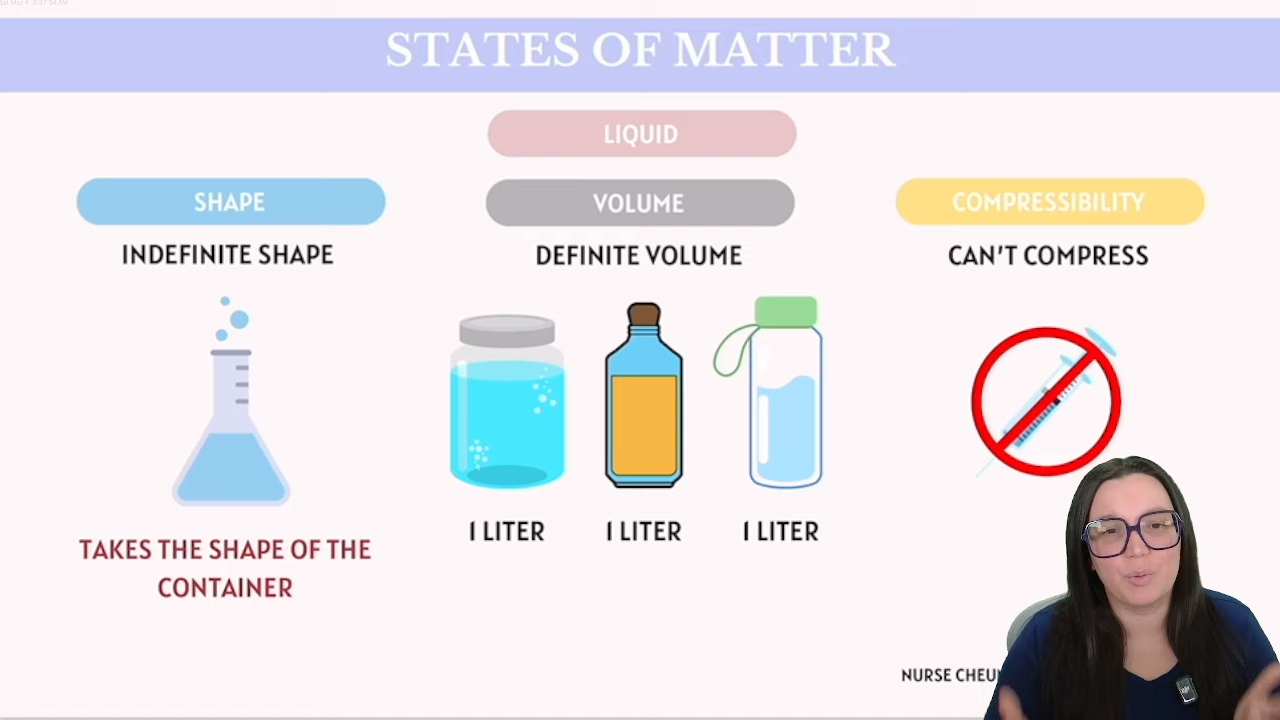 STATES OF MATTER
LIQUID
SHAPE
VOLUME
COMPRESSIBILITY
INDEFINITE SHAPE
DEFINITE VOLUME
CAN'T COMPRESS
1 LITER
1 LITER
1 LITER
TAKES THE SHAPE OF THE
CONTAINER
NURSE